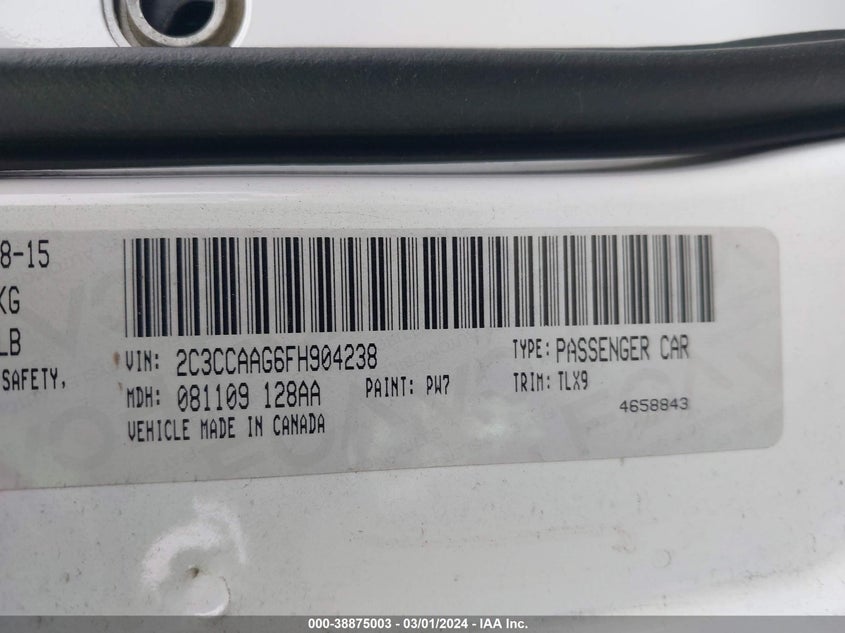 8-15
KG
LB
SAFETY,
VIN: 2C3CCAAG6FH904238 TYPE: PASSENGER CAR
MDH: 081109 128AA PAINT: PW7 TRIM: TLX9
4658843
VEHICLE MADE IN CANADA
000-38875003 — 03/01/2024 — IAA Inc.